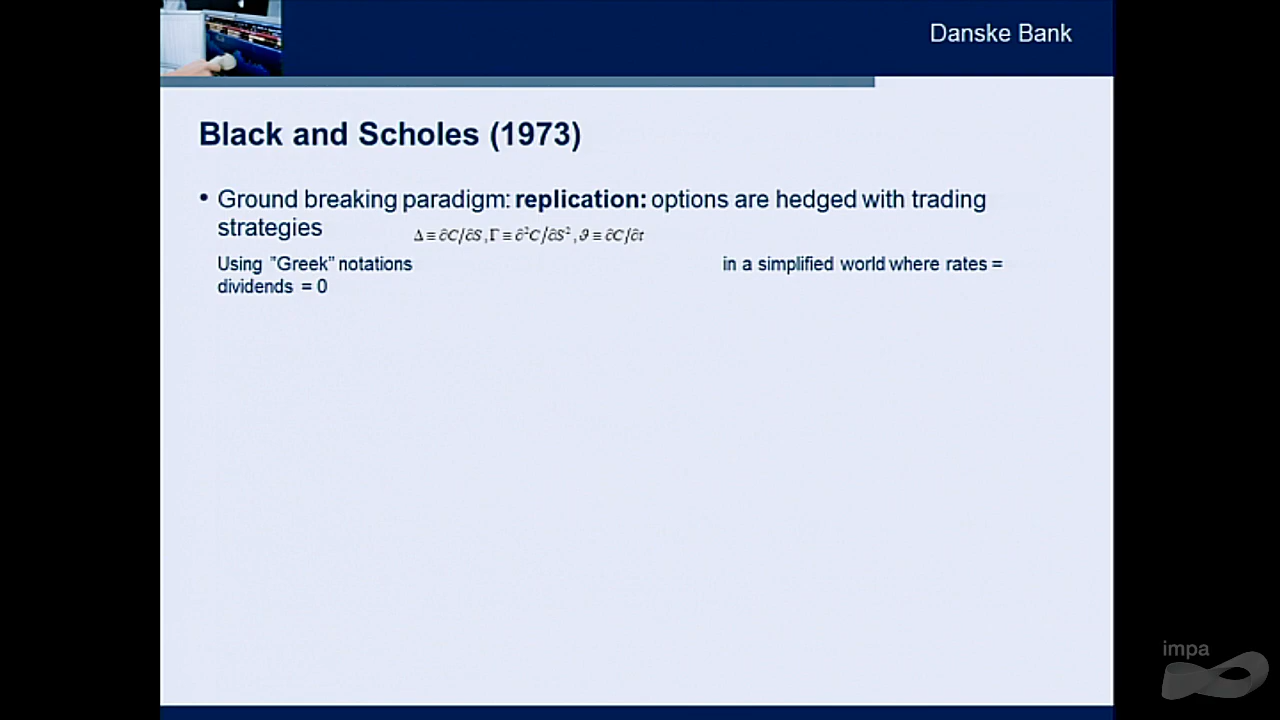 Danske Bank
Black and Scholes (1973)
• Ground breaking paradigm: replication: options are hedged with trading
strategies
Δ ≡ ∂C/∂S, Γ ≡ ∂²C/∂S², ϑ ≡ ∂C/∂t
Using ”Greek” notations in a simplified world where rates =
dividends = 0
impa